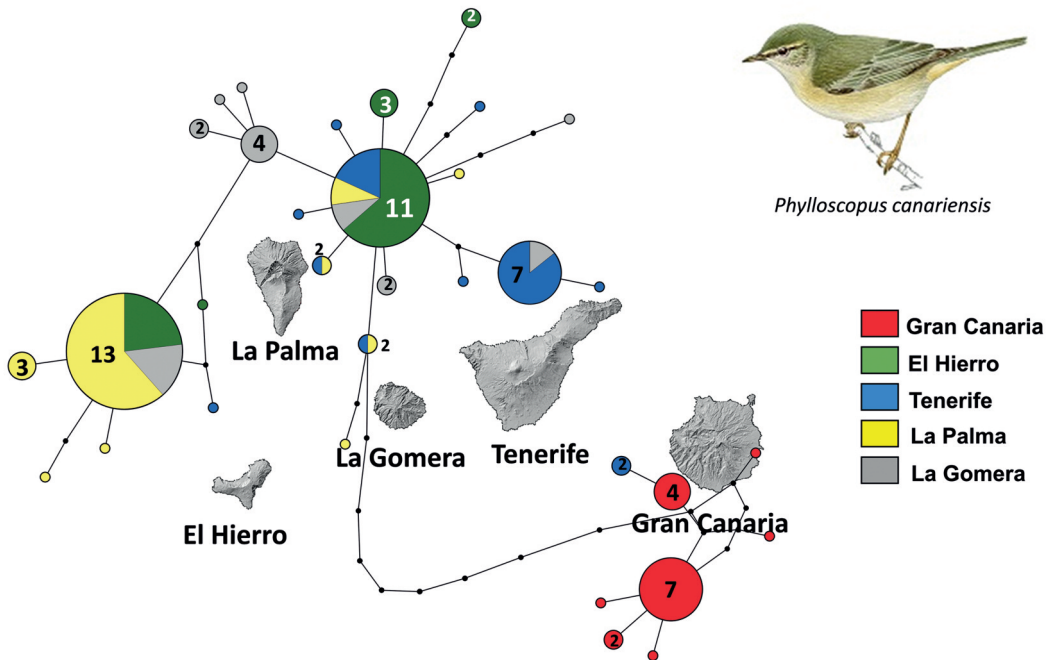 2
3
2
4
11
Phylloscopus canariensis
2
7
2
Gran Canaria
El Hierro
Tenerife
La Palma
La Gomera
La Palma
13
2
3
La Gomera
Tenerife
2
4
El Hierro
Gran Canaria
7
2